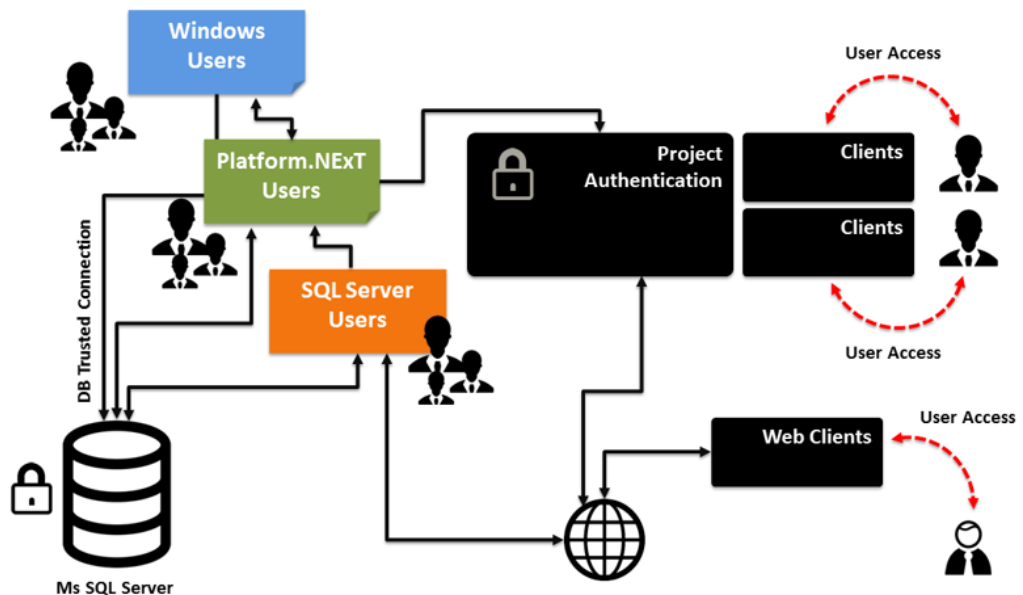 Windows
Users
User Access
Platform.NExT
Users
Project
Authentication
Clients
Clients
DB Trusted Connection
SQL Server
Users
User Access
User Access
Web Clients
Ms SQL Server